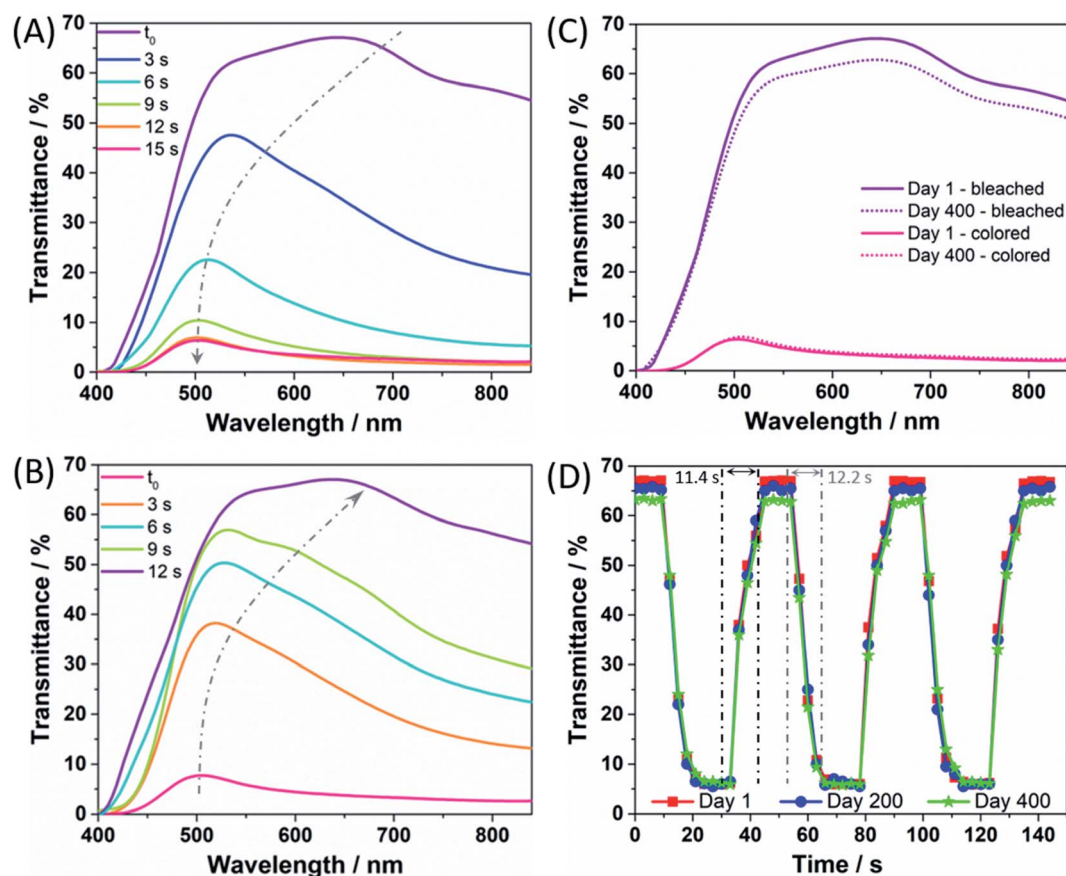 (A)
70
60
50
40
30
20
10
0
Transmittance / %
t0
3 s
6 s
9 s
12 s
15 s
400 500 600 700 800
Wavelength / nm
(C)
70
60
50
40
30
20
10
0
Transmittance / %
Day 1 - bleached
Day 400 - bleached
Day 1 - colored
Day 400 - colored
400 500 600 700 800
Wavelength / nm
(B)
70
60
50
40
30
20
10
0
Transmittance / %
t0
3 s
6 s
9 s
12 s
400 500 600 700 800
Wavelength / nm
(D)
70
60
50
40
30
20
10
0
Transmittance / %
11.4 s 12.2 s
Day 1 Day 200 Day 400
0 20 40 60 80 100 120 140
Time / s